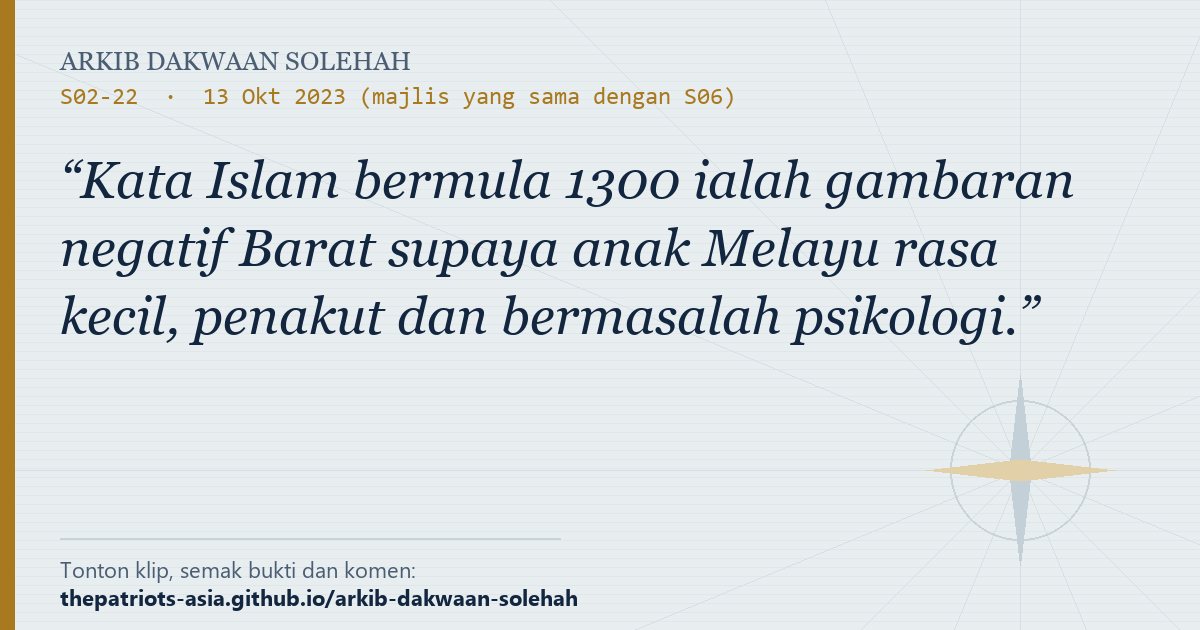 ARKIB DAKWAAN SOLEHAH
S02-22 · 13 Okt 2023 (majlis yang sama dengan S06)
“Kata Islam bermula 1300 ialah gambaran
negatif Barat supaya anak Melayu rasa
kecil, penakut dan bermasalah psikologi.”
Tonton klip, semak bukti dan komen:
thepatriots-asia.github.io/arkib-dakwaan-solehah